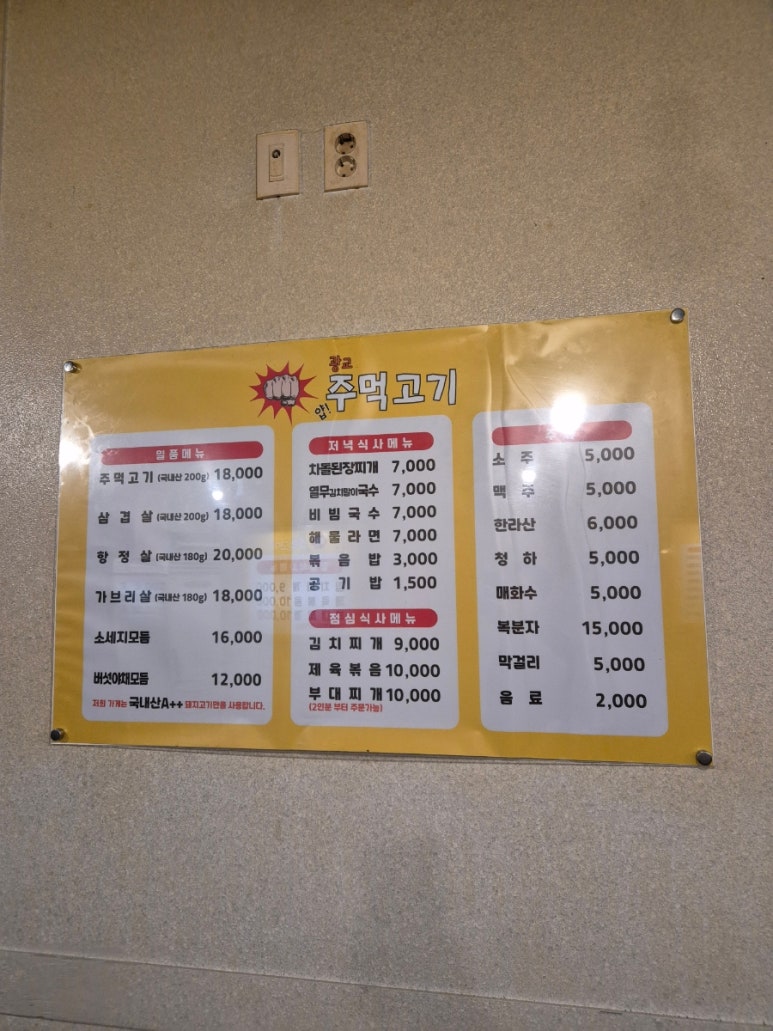 광교
주먹고기
얍!
일품메뉴
주먹고기 (국내산 200g) 18,000
삼겹살 (국내산 200g) 18,000
항정살 (국내산 180g) 20,000
가브리살 (국내산 180g) 18,000
소세지모듬 16,000
버섯야채모듬 12,000
저희 가게는 국내산A++ 돼지고기만을 사용합니다.
저녁식사메뉴
차돌된장찌개 7,000
열무김치말이국수 7,000
비빔국수 7,000
해물라면 7,000
볶음밥 3,000
공기밥 1,500
점심식사메뉴
김치찌개 9,000
제육볶음 10,000
부대찌개 10,000
(2인분 부터 주문가능)
소주 5,000
맥주 5,000
한라산 6,000
청하 5,000
매화수 5,000
복분자 15,000
막걸리 5,000
음료 2,000